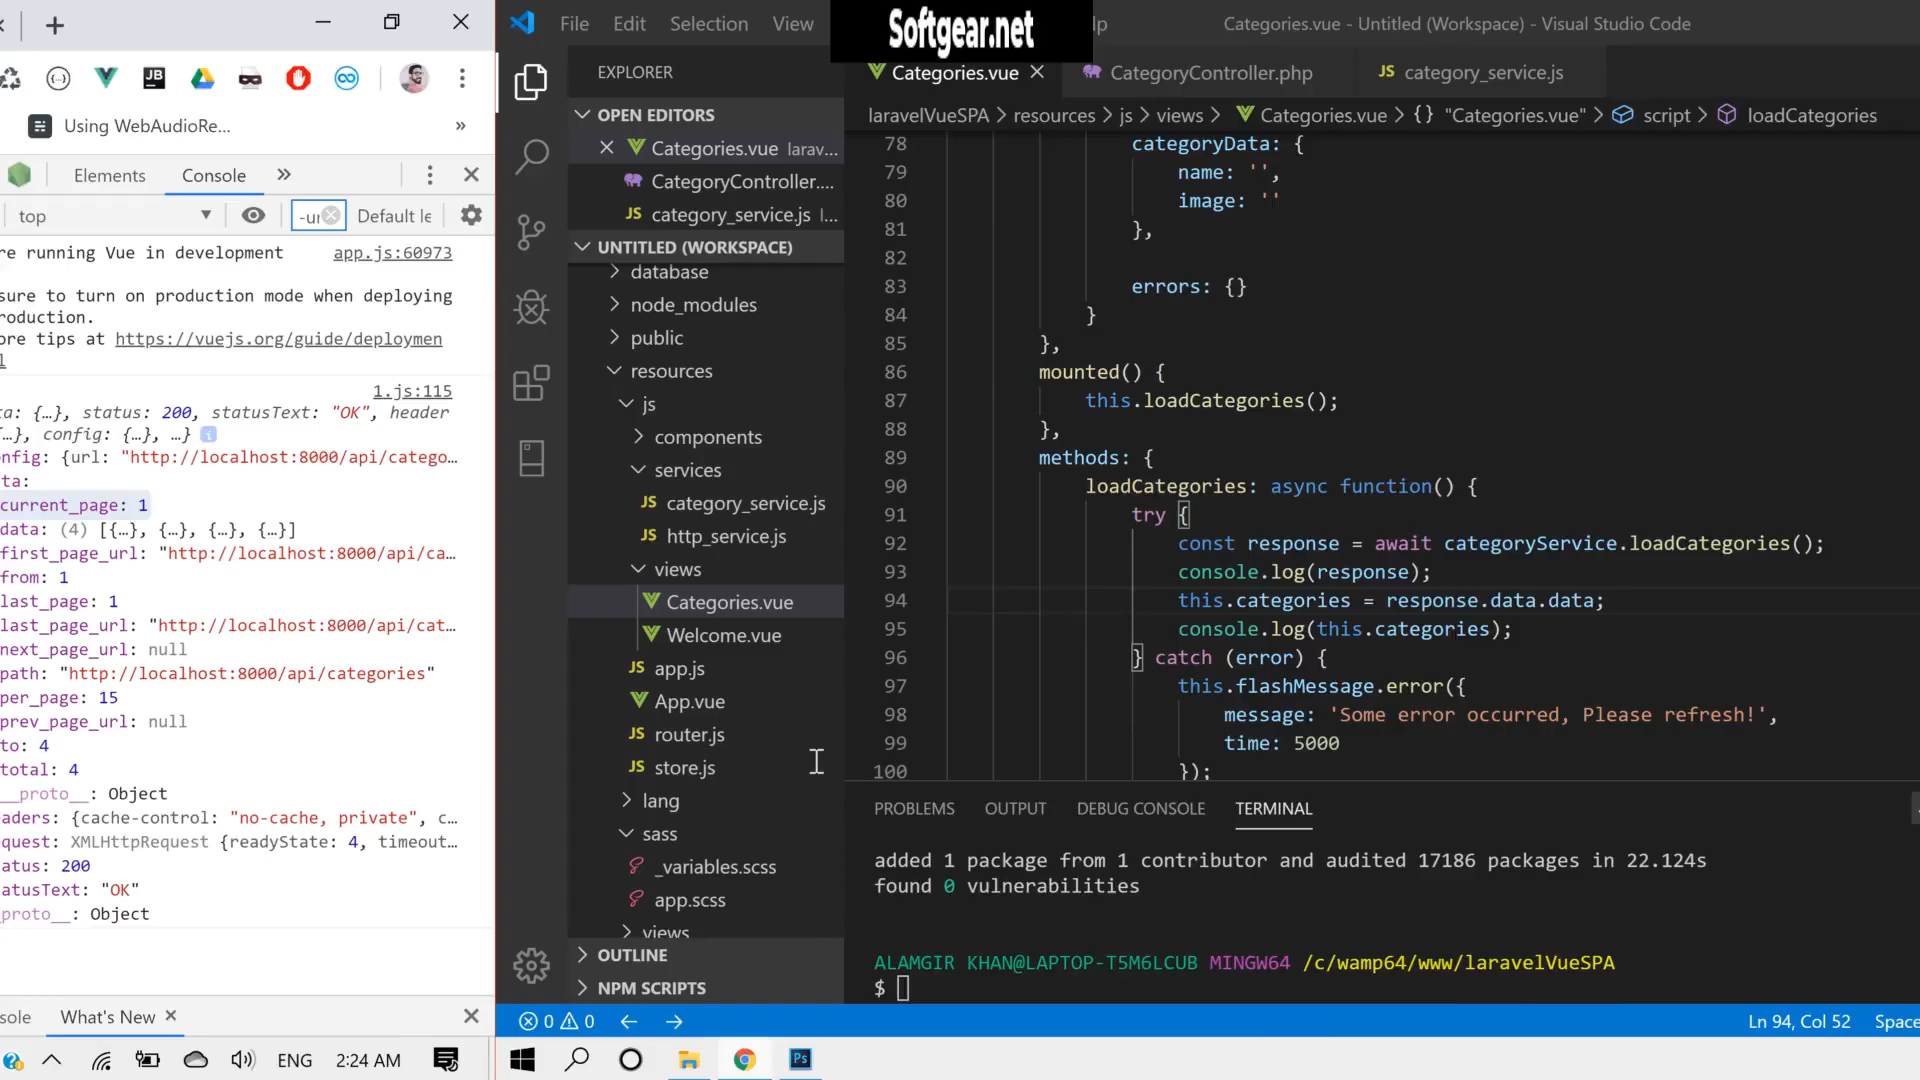 Using WebAudioRe...
»
Elements
Console
»
top
-ur
Default le
re running Vue in development
app.js:60973
sure to turn on production mode when deploying
roduction.
ore tips at https://vuejs.org/guide/deploymen
l
1.js:115
ta: {…}, status: 200, statusText: "OK", header
{…}, config: {…}, …} i
nfig: {url: "http://localhost:8000/api/catego…
ta:
current_page: 1
data: (4) [{…}, {…}, {…}, {…}]
first_page_url: "http://localhost:8000/api/ca…
from: 1
last_page: 1
last_page_url: "http://localhost:8000/api/cat…
next_page_url: null
path: "http://localhost:8000/api/categories"
per_page: 15
prev_page_url: null
to: 4
total: 4
__proto__: Object
aders: {cache-control: "no-cache, private", c…
quest: XMLHttpRequest {readyState: 4, timeout…
atus: 200
atusText: "OK"
_proto__: Object
sole
What's New
ENG
2:24 AM
File
Edit
Selection
View
Softgear.net
lp
Categories.vue - Untitled (Workspace) - Visual Studio Code
EXPLORER
OPEN EDITORS
Categories.vue larav...
CategoryController....
JS category_service.js l...
UNTITLED (WORKSPACE)
database
node_modules
public
resources
js
components
services
JS category_service.js
JS http_service.js
views
Categories.vue
Welcome.vue
JS app.js
App.vue
JS router.js
JS store.js
lang
sass
_variables.scss
app.scss
views
OUTLINE
NPM SCRIPTS
Categories.vue
CategoryController.php
JS category_service.js
laravelVueSPA > resources > js > views > Categories.vue > {} "Categories.vue" > script > loadCategories
78 categoryData: {
79 name: '',
80 image: ''
81 },
82
83 errors: {}
84 }
85 },
86 mounted() {
87 this.loadCategories();
88 },
89 methods: {
90 loadCategories: async function() {
91 try {
92 const response = await categoryService.loadCategories();
93 console.log(response);
94 this.categories = response.data.data;
95 console.log(this.categories);
96 } catch (error) {
97 this.flashMessage.error({
98 message: 'Some error occurred, Please refresh!',
99 time: 5000
100 });
PROBLEMS
OUTPUT
DEBUG CONSOLE
TERMINAL
added 1 package from 1 contributor and audited 17186 packages in 22.124s
found 0 vulnerabilities
ALAMGIR KHAN@LAPTOP-T5M6LCUB MINGW64 /c/wamp64/www/laravelVueSPA
$
0 0
Ln 94, Col 52
Space
JB
Ps